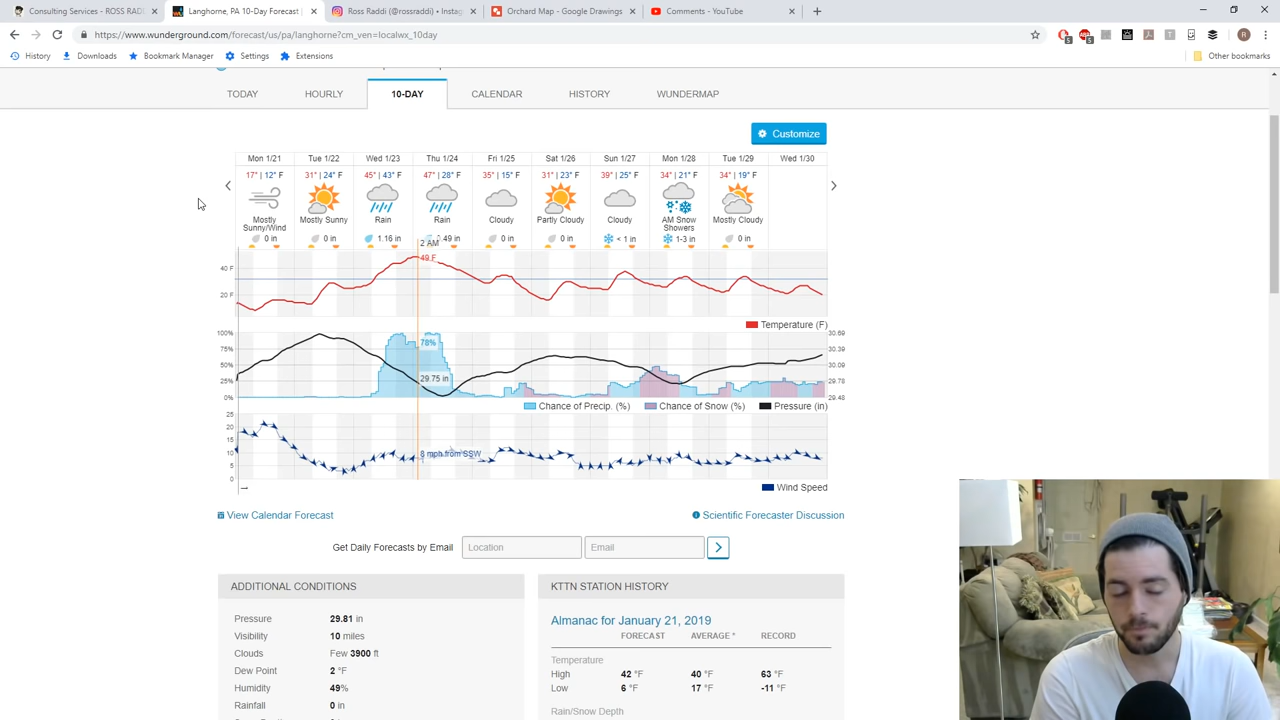 Consulting Services - ROSS RAD
Langhorne, PA 10-Day Forecast |
Ross Raddi (@rossraddi) • Instag
Orchard Map - Google Drawings
Comments - YouTube
https://www.wunderground.com/forecast/us/pa/langhorne?cm_ven=localwx_10day
History Downloads Bookmark Manager Settings Extensions Other bookmarks
TODAY HOURLY 10-DAY CALENDAR HISTORY WUNDERMAP
Customize
Mon 1/21 Tue 1/22 Wed 1/23 Thu 1/24 Fri 1/25 Sat 1/26 Sun 1/27 Mon 1/28 Tue 1/29 Wed 1/30
17° | 12° F 31° | 24° F 45° | 43° F 47° | 28° F 35° | 15° F 31° | 23° F 39° | 25° F 34° | 21° F 34° | 19° F
Mostly Sunny/Wind Mostly Sunny Rain Rain Cloudy Partly Cloudy Cloudy AM Snow Showers Mostly Cloudy
0 in 0 in 1.16 in .49 in 0 in 0 in < 1 in 1-3 in 0 in
2 AM
49 F
40 F
20 F
Temperature (F)
100% 30.69
78%
75% 30.39
50% 30.09
29.75 in
25% 29.78
0% 29.48
Chance of Precip. (%) Chance of Snow (%) Pressure (in)
25
20
15
10
8 mph from SSW
5
0
Wind Speed
View Calendar Forecast Scientific Forecaster Discussion
Get Daily Forecasts by Email Location Email
ADDITIONAL CONDITIONS
Pressure 29.81 in
Visibility 10 miles
Clouds Few 3900 ft
Dew Point 2 °F
Humidity 49%
Rainfall 0 in
KTTN STATION HISTORY
Almanac for January 21, 2019
FORECAST AVERAGE * RECORD
Temperature
High 42 °F 40 °F 63 °F
Low 6 °F 17 °F -11 °F
Rain/Snow Depth